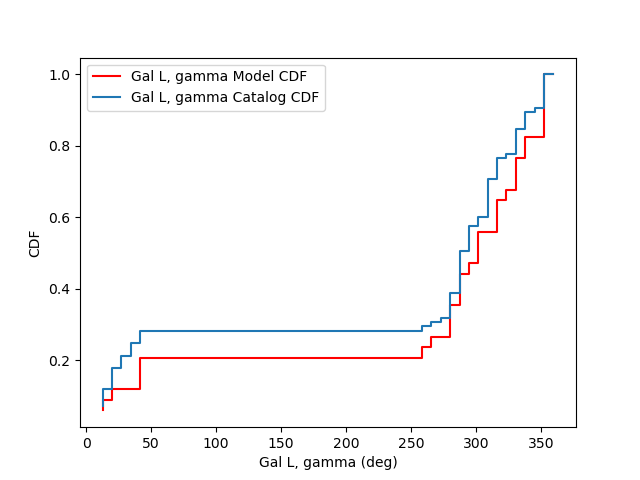 Gal L, gamma Model CDF
Gal L, gamma Catalog CDF
1.0
0.8
0.6
0.4
0.2
CDF
0 50 100 150 200 250 300 350
Gal L, gamma (deg)